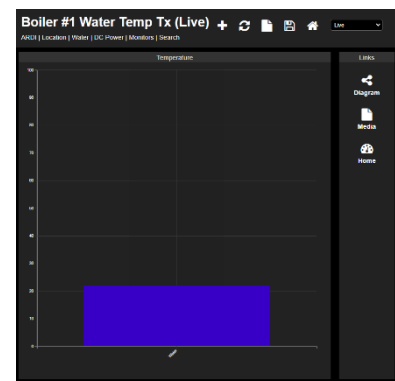 Boiler #1 Water Temp Tx (Live)
Live
ARDI | Location | Water | DC Power | Monitors | Search
Temperature
Links
100
90
80
70
60
50
40
30
20
10
0
Diagram
Media
Home